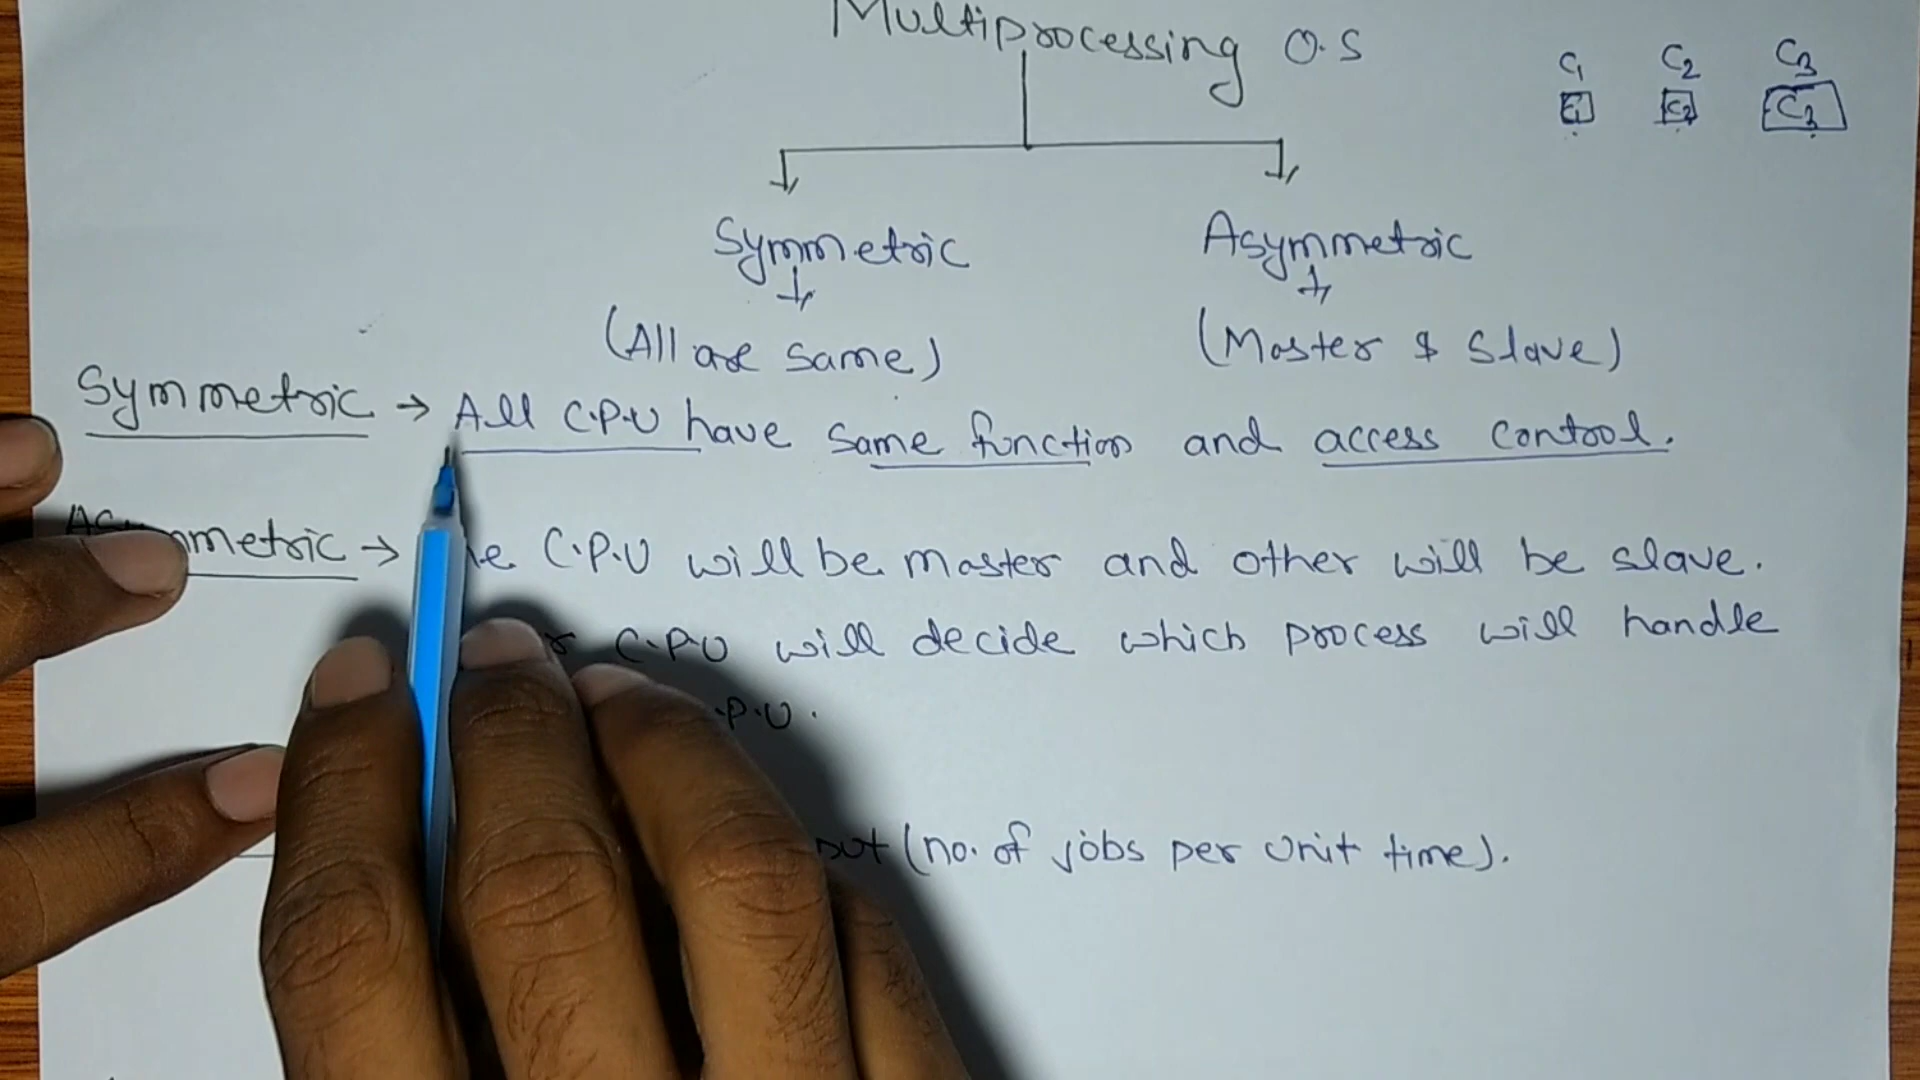 Multiprocessing O.S
C1 C2 C3
C1 C2 C3
Symmetric Asymmetric
(All are same) (Master & Slave)
Symmetric → All C.P.U have same function and access control.
mmetric → C.P.U will be master and other will be slave.
C.P.U will decide which process will handle
.P.U.
(no. of jobs per unit time).